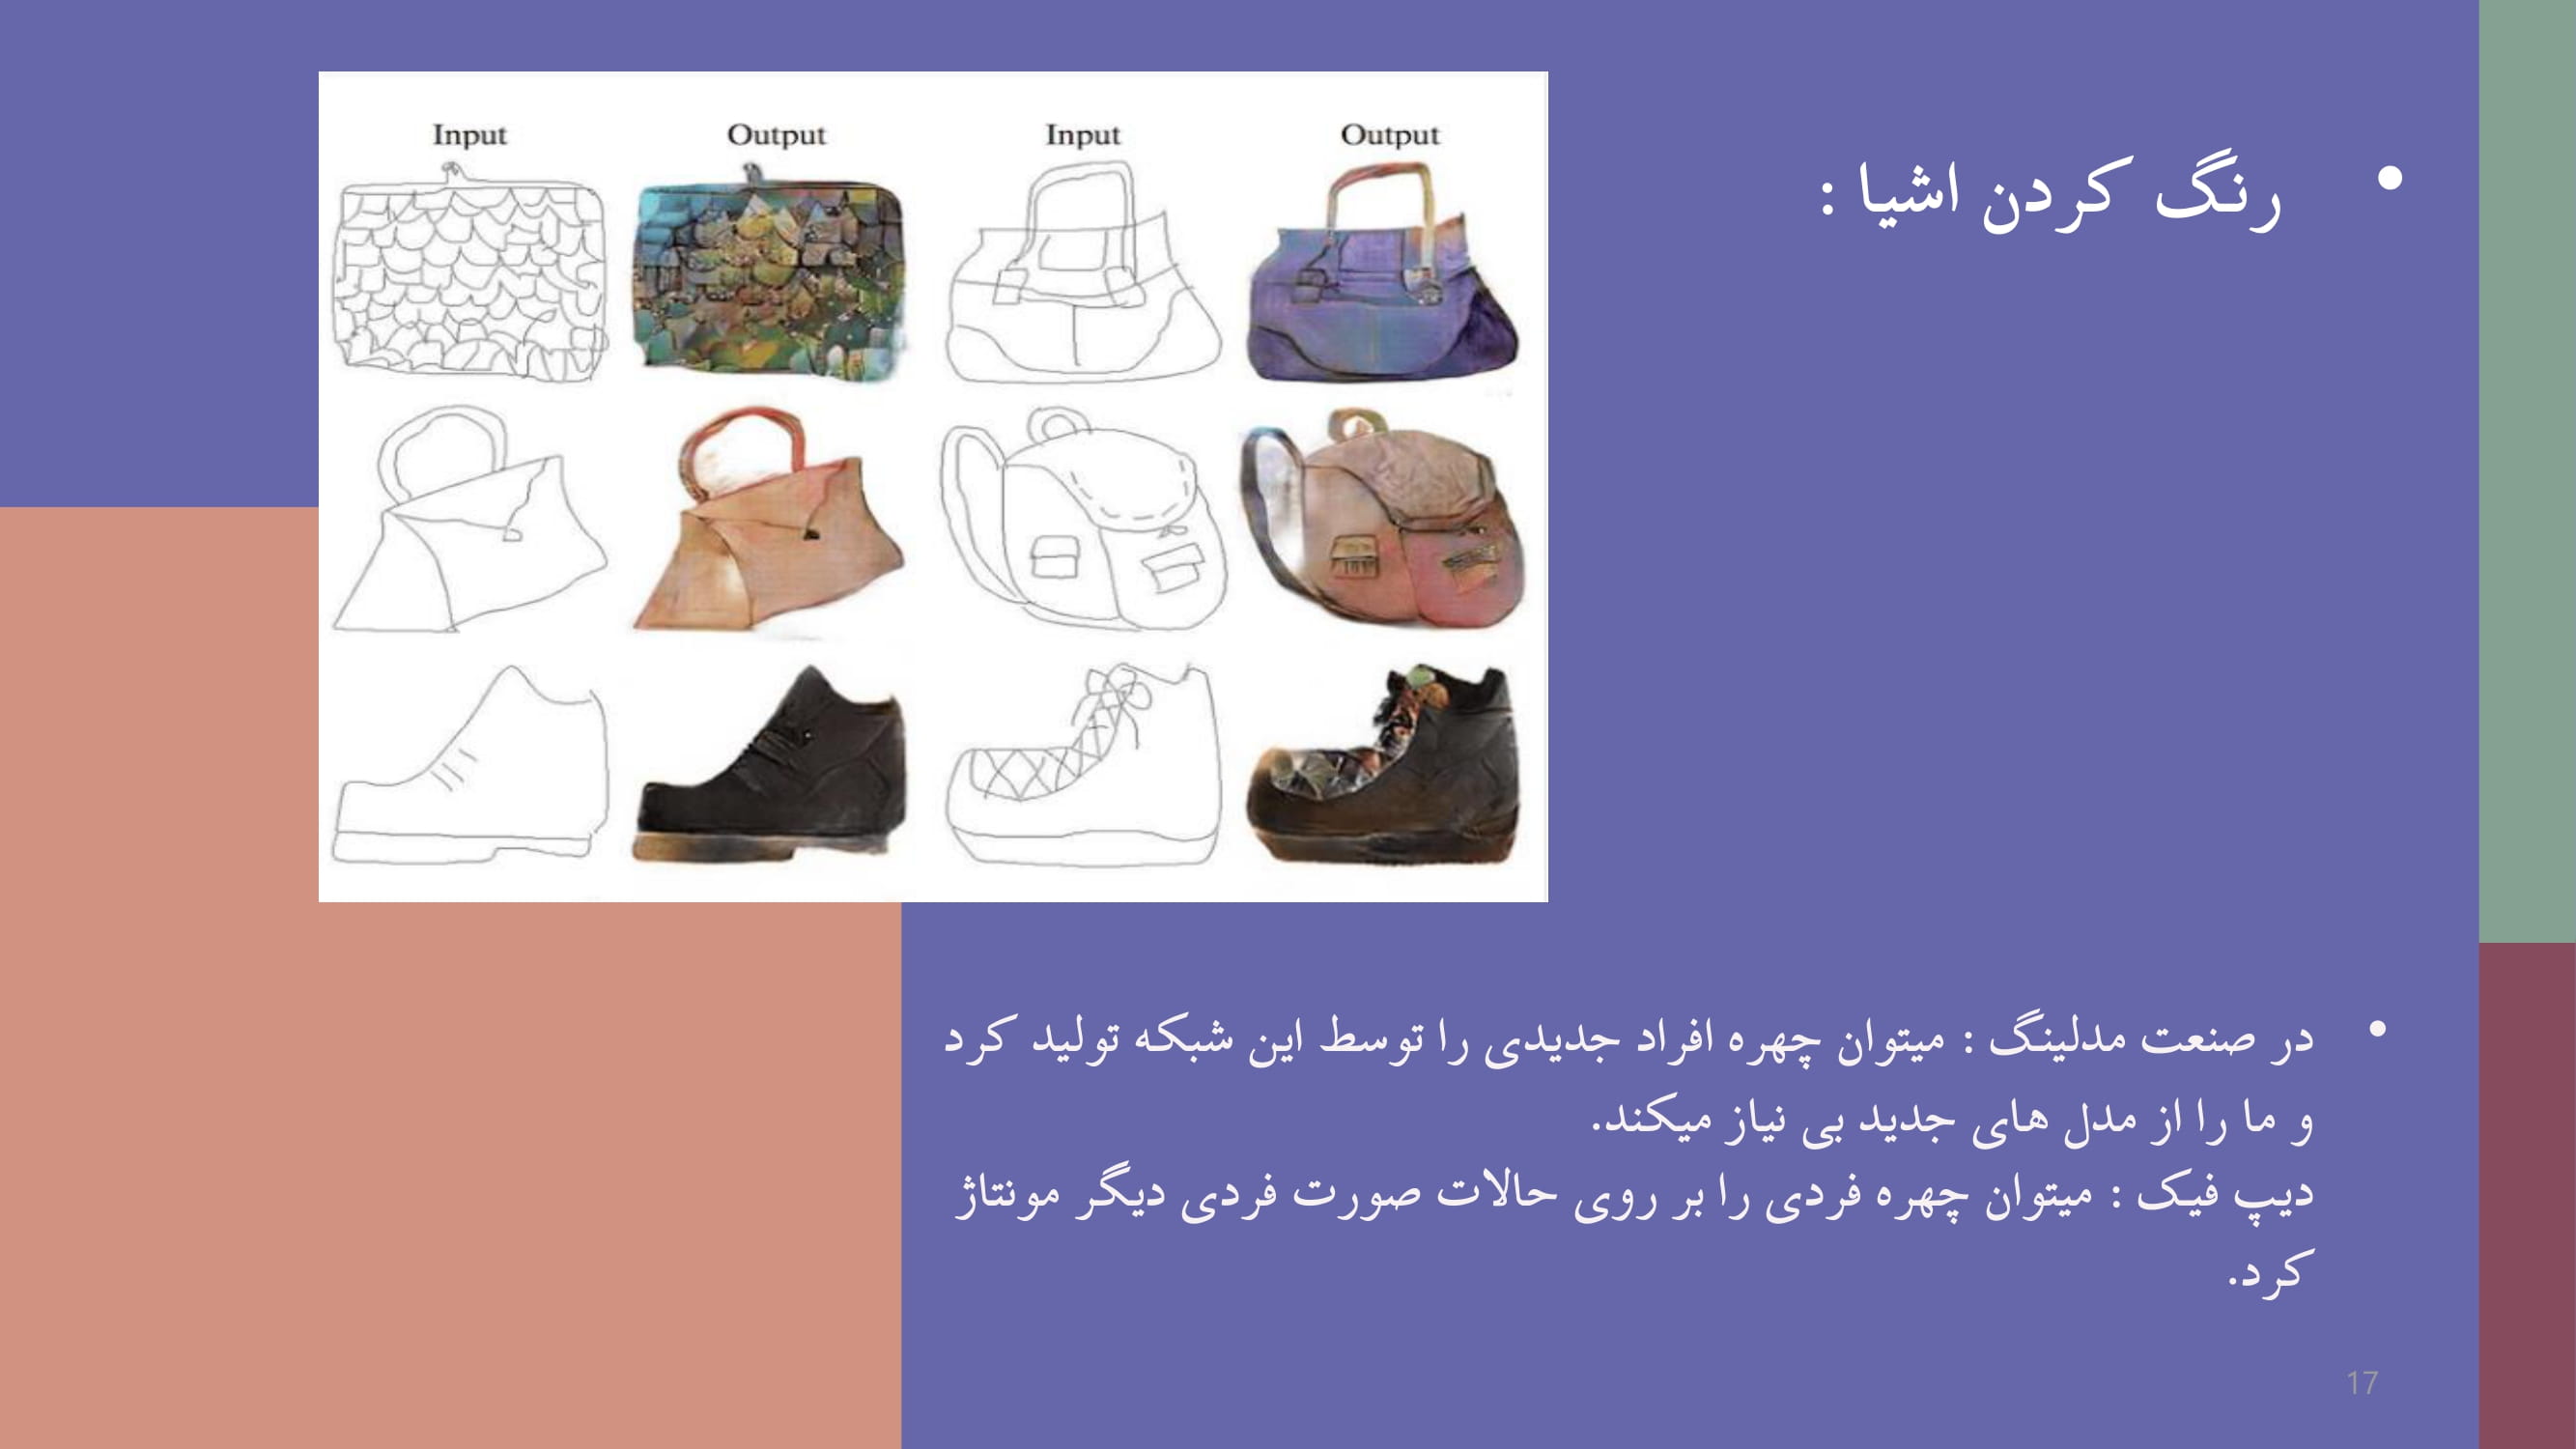 • رنگ کردن اشیا :
Input Output Input Output
• در صنعت مدلینگ : میتوان چهره افراد جدیدی را توسط این شبکه تولید کرد
و ما را از مدل های جدید بی نیاز میکند.
دیپ فیک : میتوان چهره فردی را بر روی حالات صورت فردی دیگر مونتاژ
کرد.
17